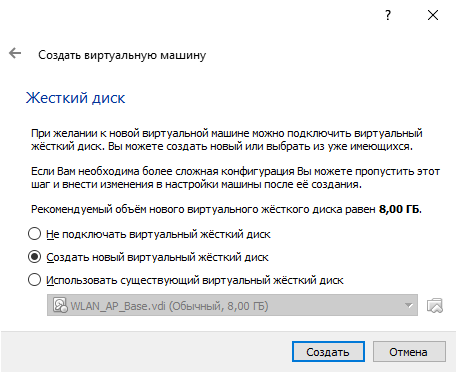 ?
Создать виртуальную машину
Жесткий диск
При желании к новой виртуальной машине можно подключить виртуальный
жёсткий диск. Вы можете создать новый или выбрать из уже имеющихся.
Если Вам необходима более сложная конфигурация Вы можете пропустить этот
шаг и внести изменения в настройки машины после её создания.
Рекомендуемый объём нового виртуального жёсткого диска равен 8,00 ГБ.
Не подключать виртуальный жёсткий диск
Создать новый виртуальный жёсткий диск
Использовать существующий виртуальный жёсткий диск
WLAN_AP_Base.vdi (Обычный, 8,00 ГБ)
Создать
Отмена